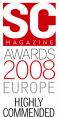 SC
MAGAZINE
AWARDS
2008
EUROPE
HIGHLY
COMMENDED